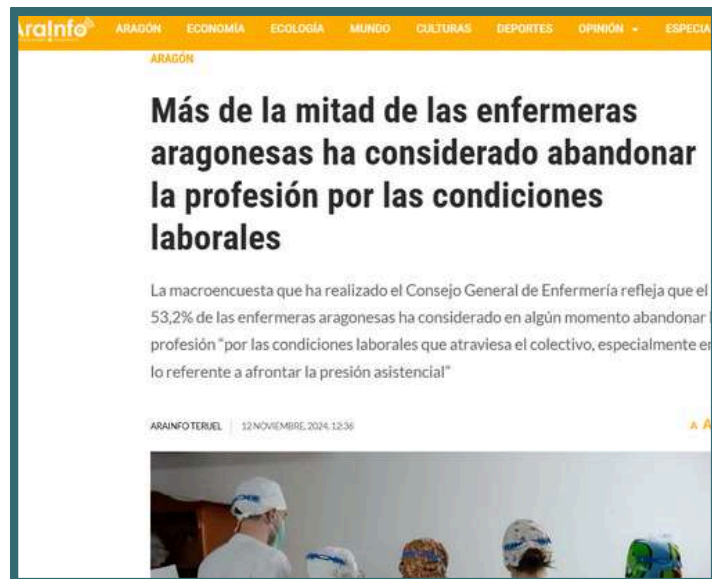 AraInfo ARAGÓN ECONOMÍA ECOLOGÍA MUNDO CULTURAS DEPORTES OPINIÓN
ARAGÓN
Más de la mitad de las enfermeras
aragonesas ha considerado abandonar
la profesión por las condiciones
laborales
La macroencuesta que ha realizado el Consejo General de Enfermería refleja que el
53,2% de las enfermeras aragonesas ha considerado en algún momento abandonar
profesión "por las condiciones laborales que atraviesa el colectivo, especialmente en
lo referente a afrontar la presión asistencial"
ARAINFO TERUEL | 12 NOVIEMBRE, 2024, 12:36
A A